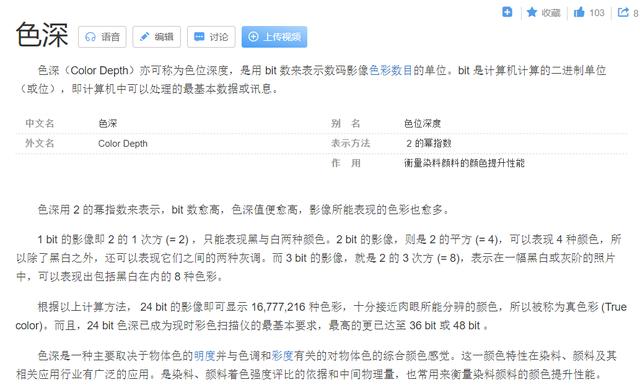 收藏 103 8
色深 语音 编辑 讨论 上传视频
色深（Color Depth）亦可称为色位深度，是用 bit 数来表示数码影像色彩数目的单位。bit 是计算机计算的二进制单位
（或位），即计算机中可以处理的最基本数据或讯息。
中文名 色深 别名 色位深度
外文名 Color Depth 表示方法 2 的幂指数
作用 衡量染料颜料的颜色提升性能
色深用 2 的幂指数来表示，bit 数愈高，色深值便愈高，影像所能表现的色彩也愈多。
1 bit 的影像即 2 的 1 次方 (= 2) ，只能表现黑与白两种颜色。2 bit 的影像，则是 2 的平方 (= 4)，可以表现 4 种颜色，所
以除了黑白之外，还可以表现它们之间的两种灰调。而 3 bit 的影像，就是 2 的 3 次方 (= 8)，表示在一幅黑白或灰阶的照片
中，可以表现出包括黑白在内的 8 种色彩。
根据以上计算方法， 24 bit 的影像即可显示 16,777,216 种色彩，十分接近肉眼所能分辨的颜色，所以被称为真色彩 (True
color)。而且，24 bit 色深已成为现时彩色扫描仪的最基本要求，最高的更已达至 36 bit 或 48 bit 。
色深是一种主要取决于物体色的明度并与色调和彩度有关的对物体色的综合颜色感觉。这一颜色特性在染料、颜料及其
相关应用行业有广泛的应用。是染料、颜料着色强度评比的依据和中间物理量，也常用来衡量染料颜料的颜色提升性能。